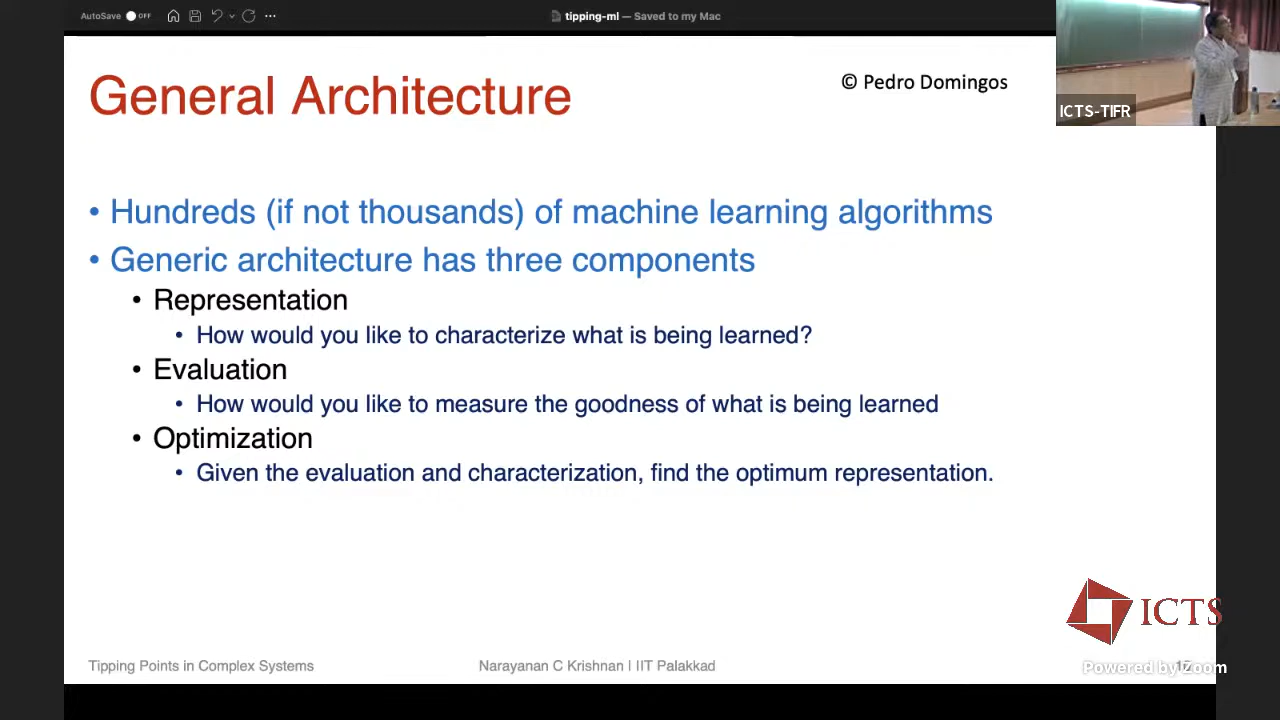 AutoSave OFF
tipping-ml — Saved to my Mac
General Architecture
© Pedro Domingos
ICTS-TIFR
• Hundreds (if not thousands) of machine learning algorithms
• Generic architecture has three components
• Representation
• How would you like to characterize what is being learned?
• Evaluation
• How would you like to measure the goodness of what is being learned
• Optimization
• Given the evaluation and characterization, find the optimum representation.
ICTS
Tipping Points in Complex Systems
Narayanan C Krishnan | IIT Palakkad
Powered by Zoom